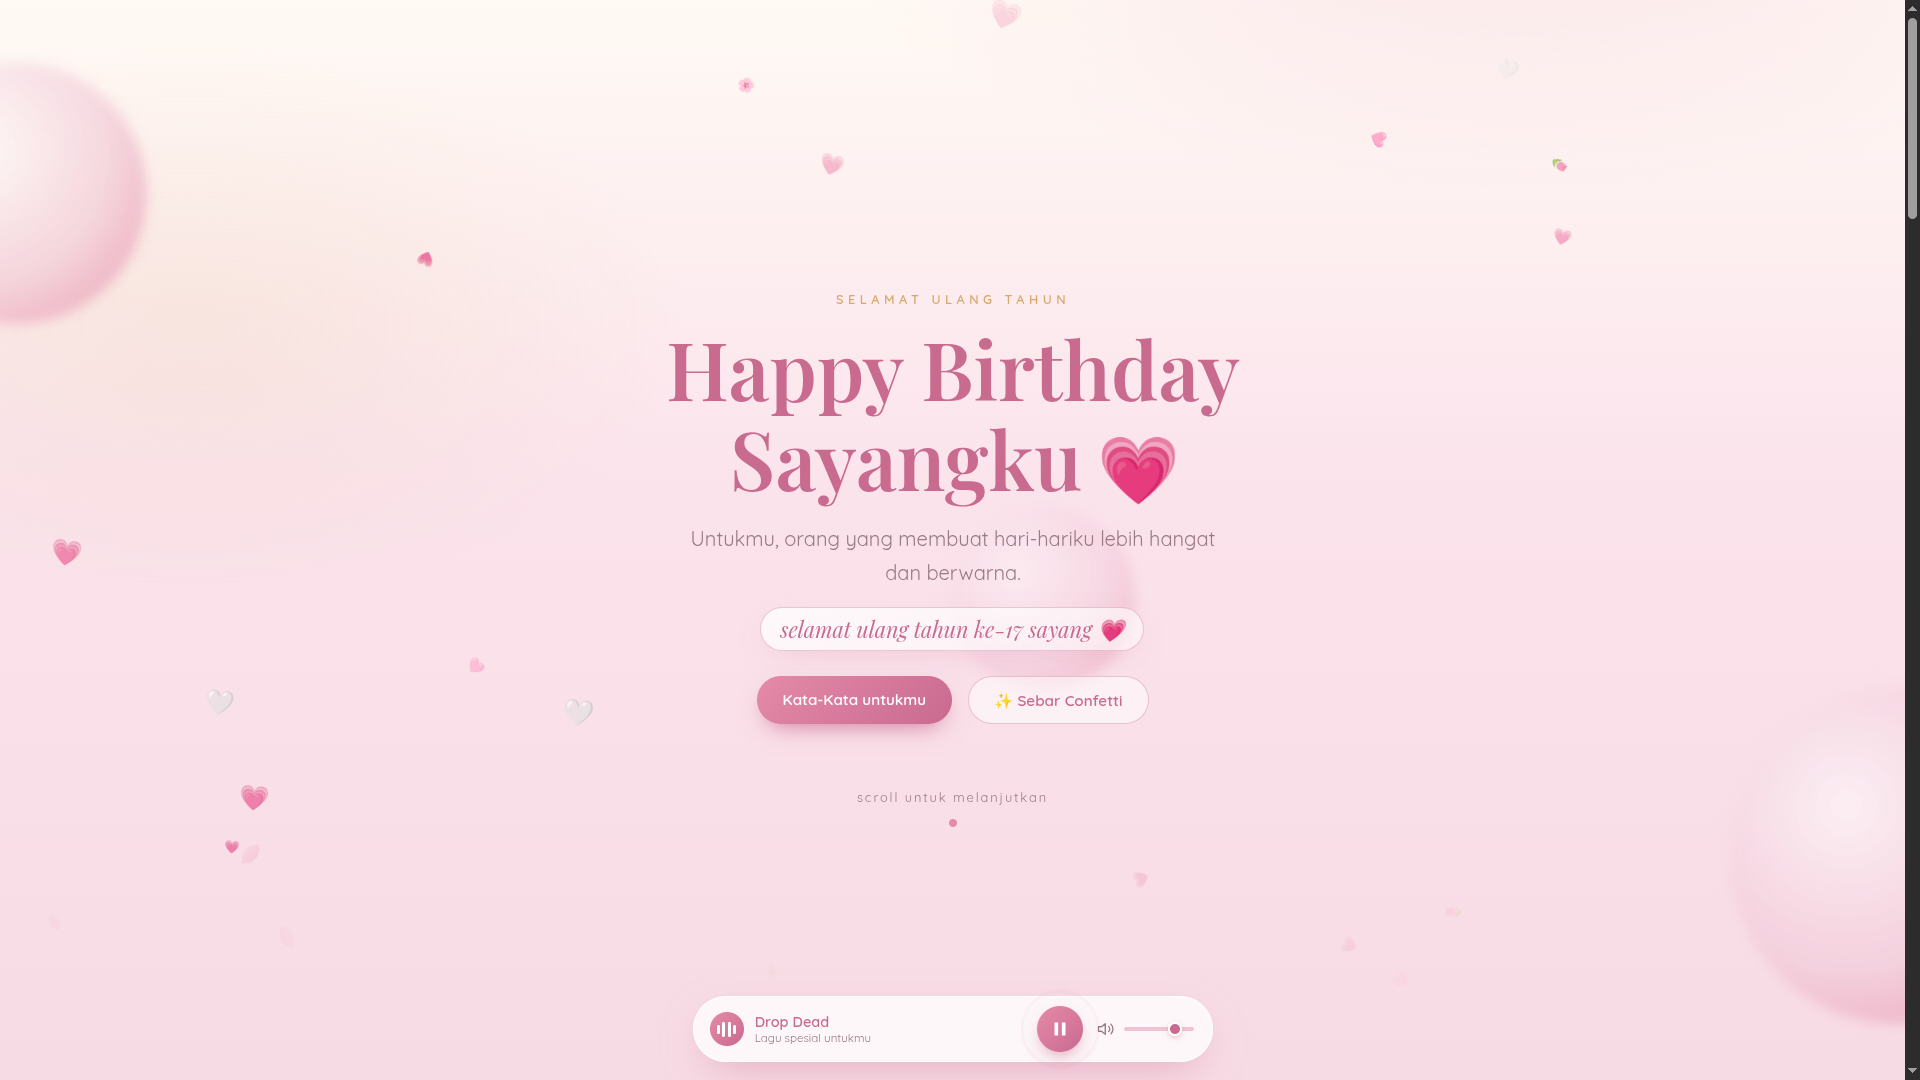 SELAMAT ULANG TAHUN
Happy Birthday
Sayangku 💗
Untukmu, orang yang membuat hari-hariku lebih hangat
dan berwarna.
selamat ulang tahun ke-17 sayang 💗
Kata-Kata untukmu
✨ Sebar Confetti
scroll untuk melanjutkan
Drop Dead
Lagu spesial untukmu